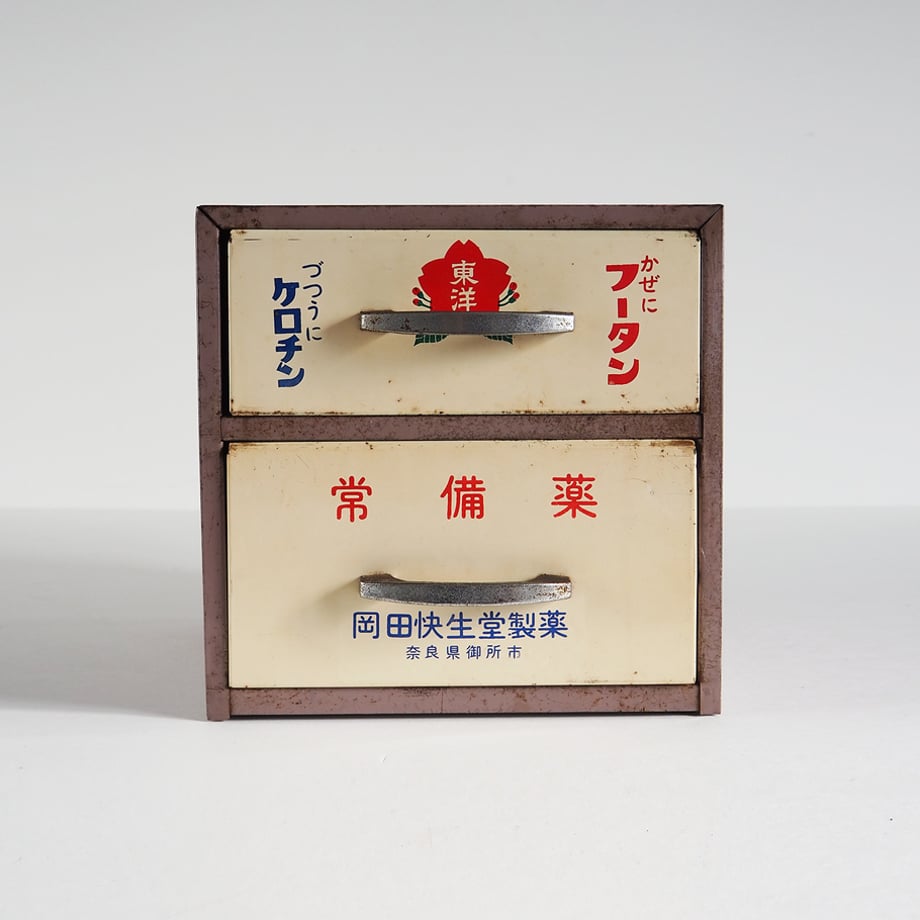 かぜに
フータン
東洋
づつうに
ケロチン
常備薬
岡田快生堂製薬
奈良県御所市